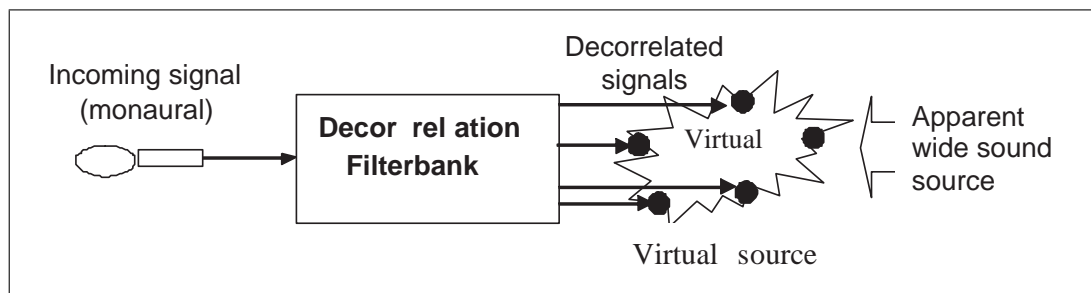 Incoming signal
(monaural)
Decor rel ation
Filterbank
Decorrelated
signals
Virtual
Virtual source
Apparent
wide sound
source